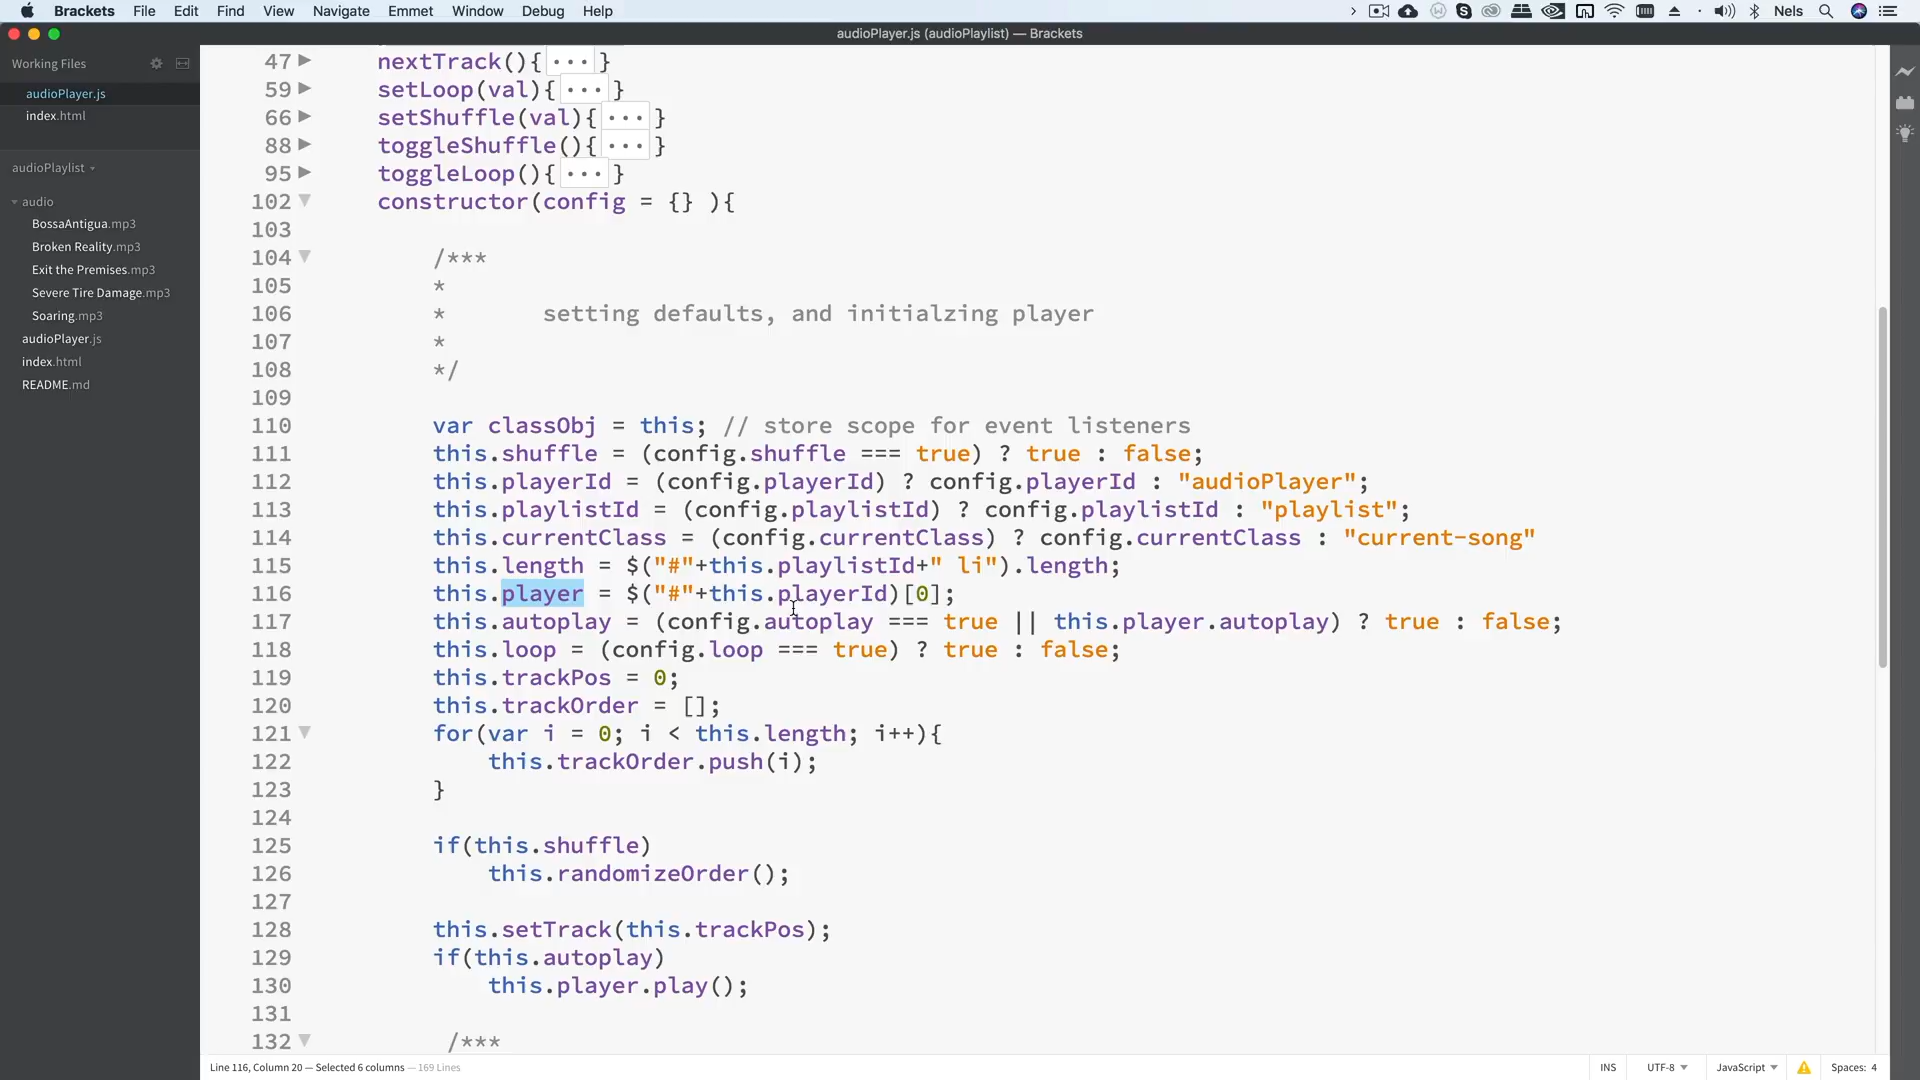 Brackets File Edit Find View Navigate Emmet Window Debug Help Nels
audioPlayer.js (audioPlaylist) — Brackets
Working Files
audioPlayer.js
index.html
audioPlaylist
audio
BossaAntigua.mp3
Broken Reality.mp3
Exit the Premises.mp3
Severe Tire Damage.mp3
Soaring.mp3
audioPlayer.js
index.html
README.md
47 nextTrack(){...}
59 setLoop(val){...}
66 setShuffle(val){...}
88 toggleShuffle(){...}
95 toggleLoop(){...}
102 constructor(config = {} ){
103
104 /***
105 *
106 * setting defaults, and initialzing player
107 *
108 */
109
110 var classObj = this; // store scope for event listeners
111 this.shuffle = (config.shuffle === true) ? true : false;
112 this.playerId = (config.playerId) ? config.playerId : "audioPlayer";
113 this.playlistId = (config.playlistId) ? config.playlistId : "playlist";
114 this.currentClass = (config.currentClass) ? config.currentClass : "current-song"
115 this.length = $("#"+this.playlistId+" li").length;
116 this.player = $("#"+this.playerId)[0];
117 this.autoplay = (config.autoplay === true || this.player.autoplay) ? true : false;
118 this.loop = (config.loop === true) ? true : false;
119 this.trackPos = 0;
120 this.trackOrder = [];
121 for(var i = 0; i < this.length; i++){
122 this.trackOrder.push(i);
123 }
124
125 if(this.shuffle)
126 this.randomizeOrder();
127
128 this.setTrack(this.trackPos);
129 if(this.autoplay)
130 this.player.play();
131
132 /***
Line 116, Column 20 — Selected 6 columns — 169 Lines INS UTF-8 JavaScript Spaces: 4